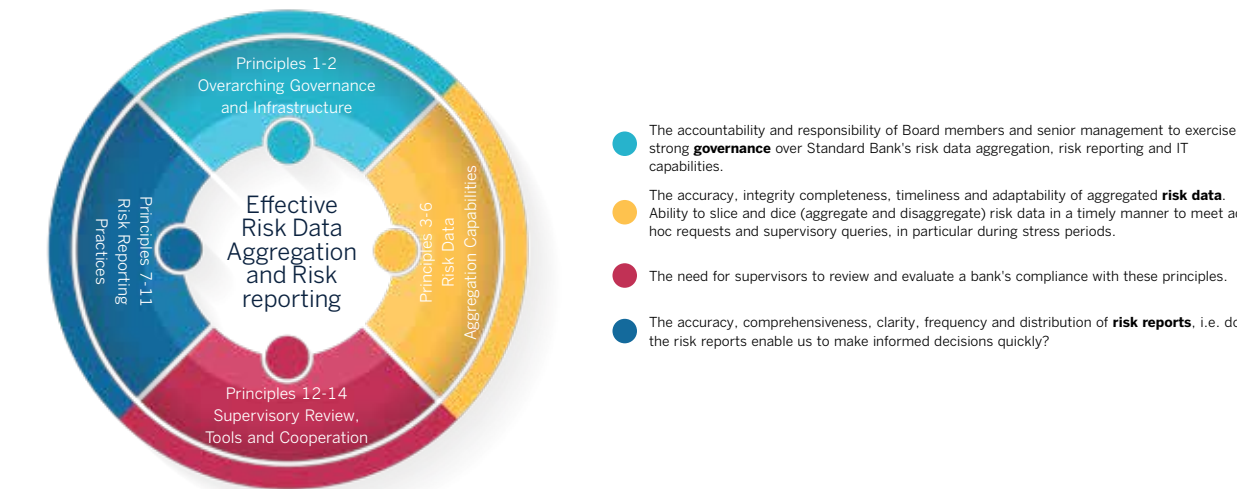 Principles 1-2
Overarching Governance
and Infrastructure
Principles 3-6
Risk Data
Aggregation Capabilities
Principles 12-14
Supervisory Review,
Tools and Cooperation
Principles 7-11
Risk Reporting
Practices
Effective
Risk Data
Aggregation
and Risk
reporting
The accountability and responsibility of Board members and senior management to exercise
strong governance over Standard Bank's risk data aggregation, risk reporting and IT
capabilities.
The accuracy, integrity completeness, timeliness and adaptability of aggregated risk data.
Ability to slice and dice (aggregate and disaggregate) risk data in a timely manner to meet
hoc requests and supervisory queries, in particular during stress periods.
The need for supervisors to review and evaluate a bank's compliance with these principles.
The accuracy, comprehensiveness, clarity, frequency and distribution of risk reports, i.e.
the risk reports enable us to make informed decisions quickly?